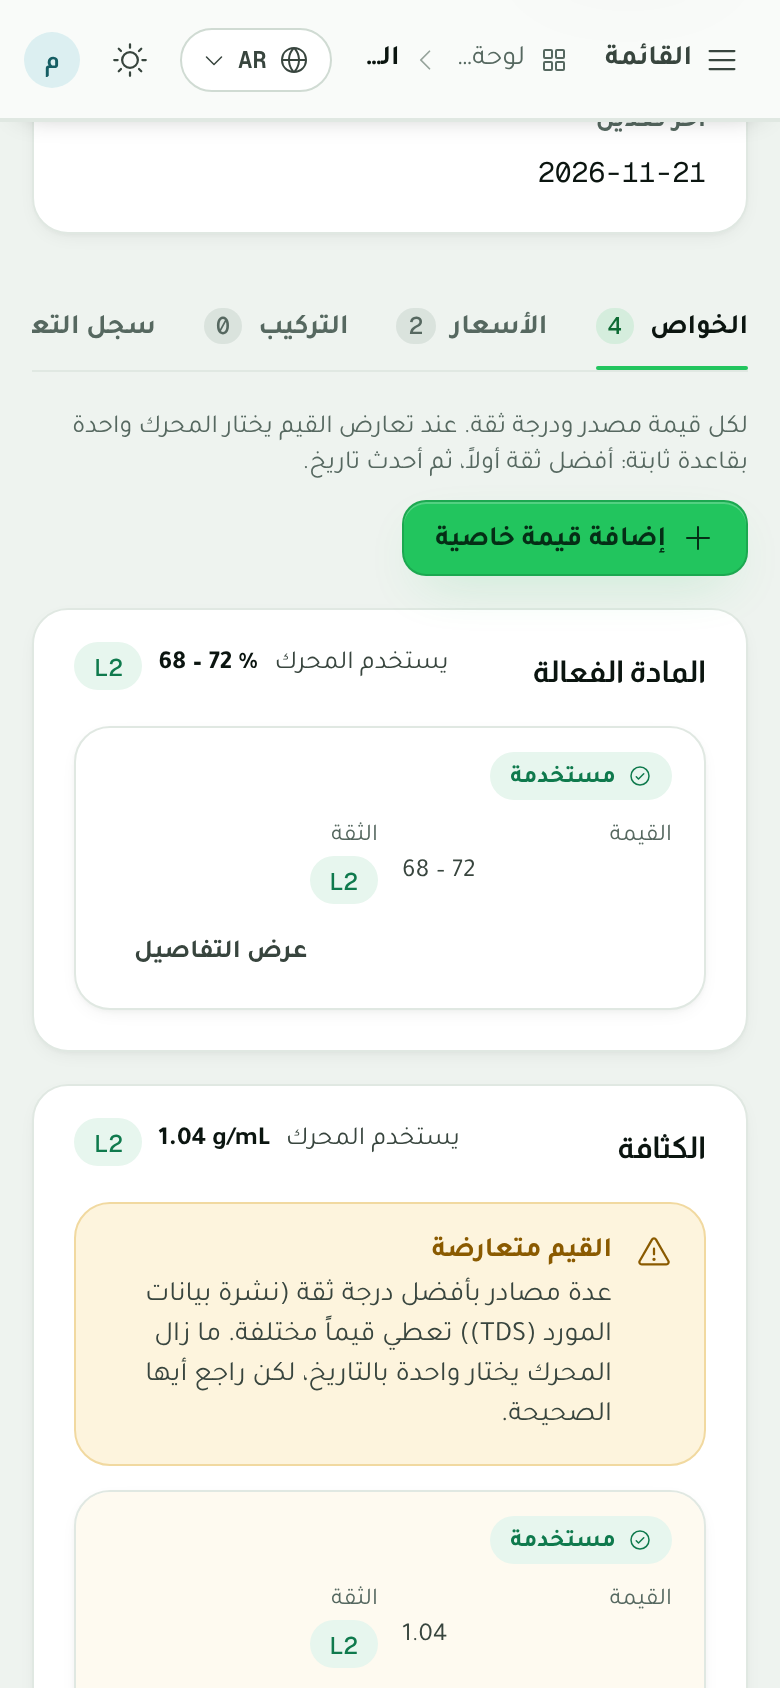 القائمة
لوحة...
الـ...
AR
م
آخر تعديل
2026-11-21
الخواص 4
الأسعار 2
التركيب 0
سجل التع
لكل قيمة مصدر ودرجة ثقة. عند تعارض القيم يختار المحرك واحدة
بقاعدة ثابتة: أفضل ثقة أولاً، ثم أحدث تاريخ.
إضافة قيمة خاصية
المادة الفعالة
يستخدم المحرك 68 - 72 % L2
مستخدمة
القيمة
68 - 72
الثقة
L2
عرض التفاصيل
الكثافة
يستخدم المحرك 1.04 g/mL L2
القيم متعارضة
عدة مصادر بأفضل درجة ثقة (نشرة بيانات
المورد (TDS)) تعطي قيماً مختلفة. ما زال
المحرك يختار واحدة بالتاريخ، لكن راجع أيها
الصحيحة.
مستخدمة
القيمة
1.04
الثقة
L2